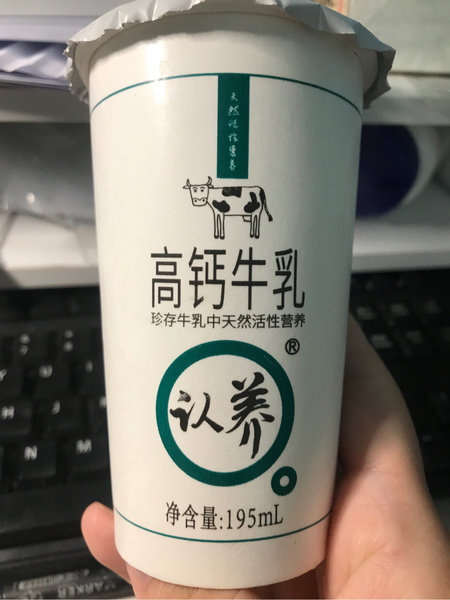 天然活性营养
高钙牛乳
珍存牛乳中天然活性营养
®
认养
净含量:195mL